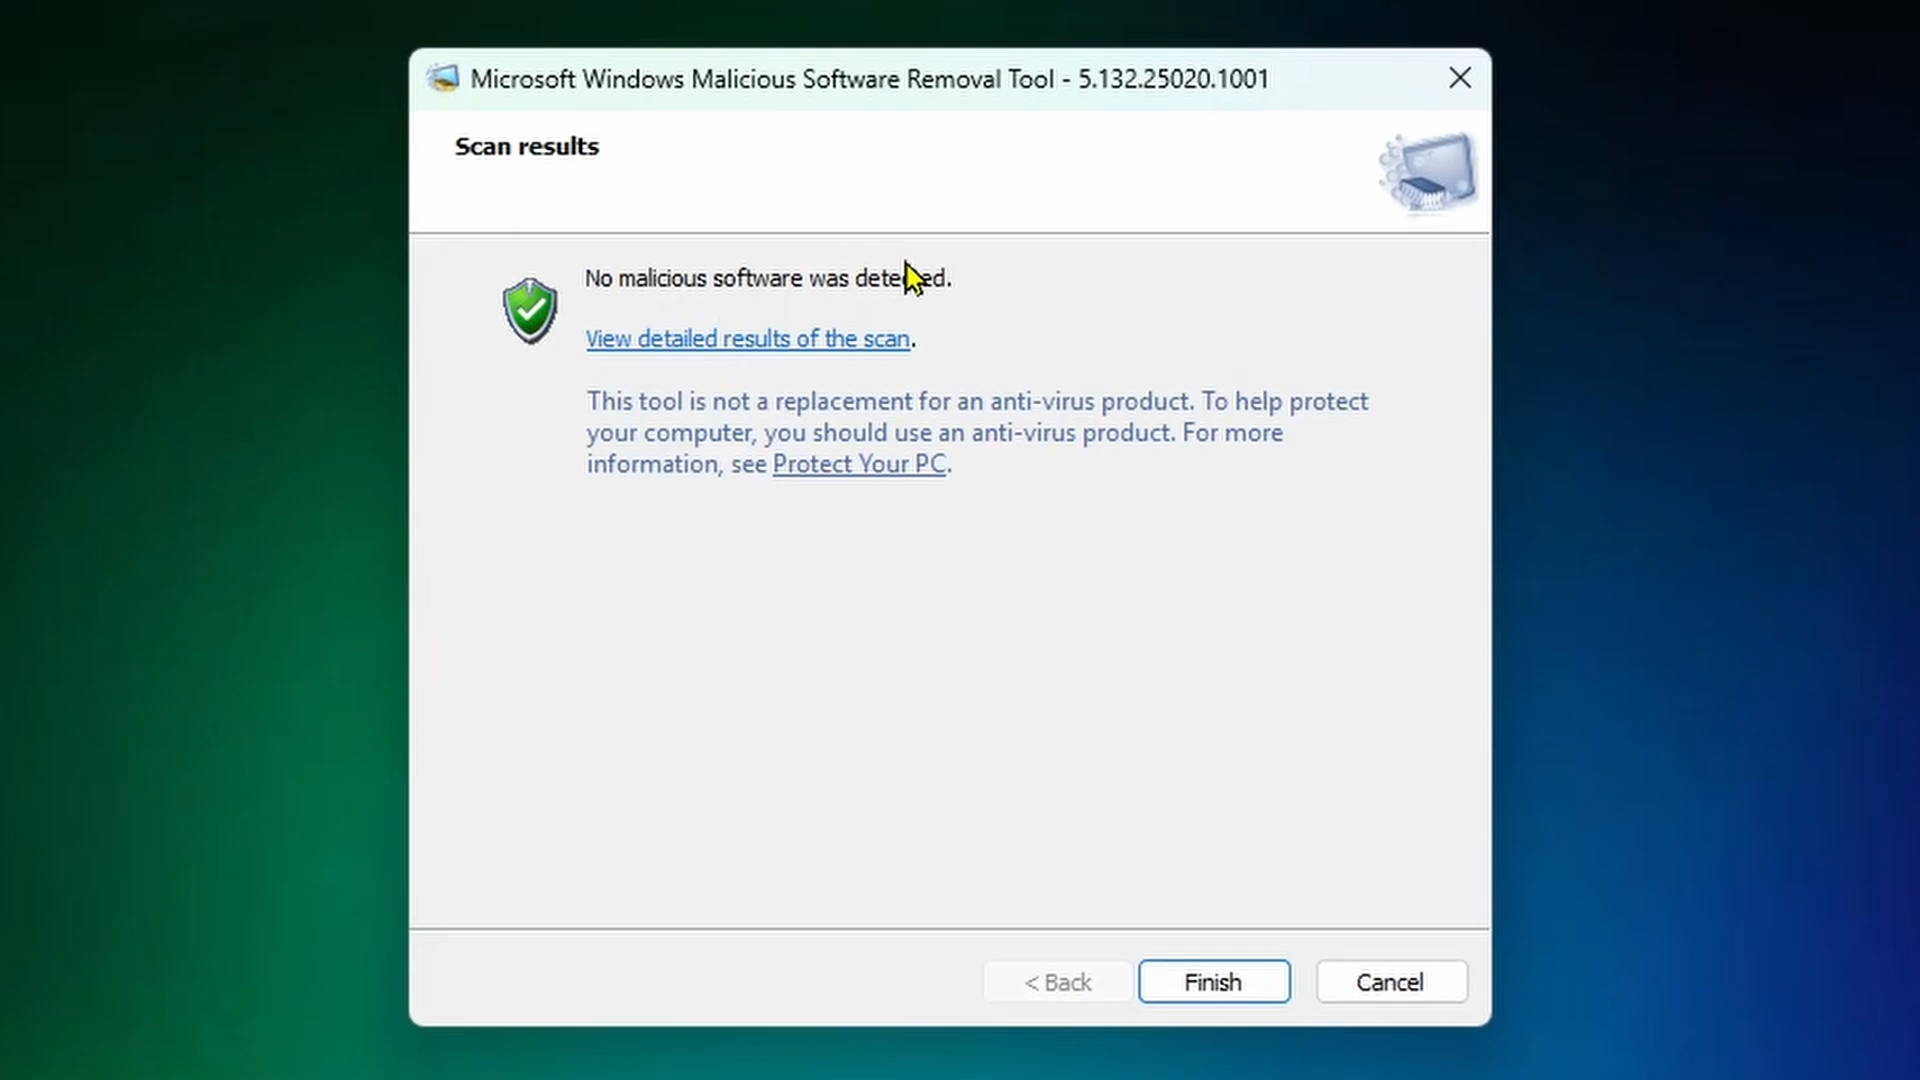 Microsoft Windows Malicious Software Removal Tool - 5.132.25020.1001
Scan results
No malicious software was detected.
View detailed results of the scan.
This tool is not a replacement for an anti-virus product. To help protect
your computer, you should use an anti-virus product. For more
information, see Protect Your PC.
< Back
Finish
Cancel